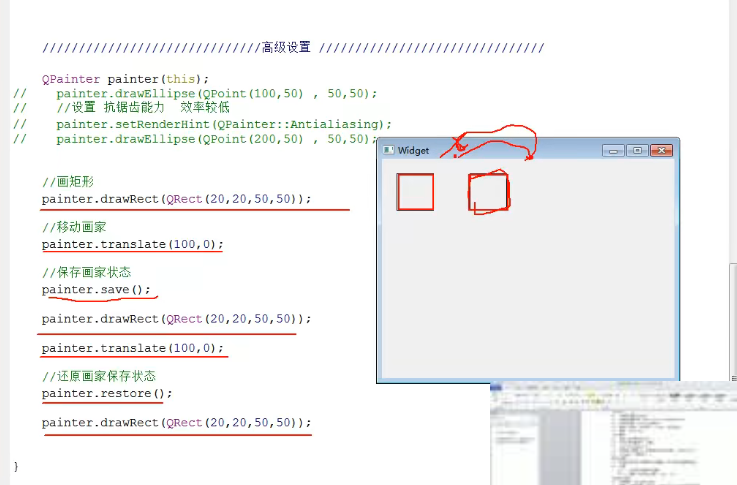 //////////////////////////////高级设置 ///////////////////////////////
QPainter painter(this);
//    painter.drawEllipse(QPoint(100,50) , 50,50);
//    //设置 抗锯齿能力  效率较低
//    painter.setRenderHint(QPainter::Antialiasing);
//    painter.drawEllipse(QPoint(200,50) , 50,50);
Widget
//画矩形
painter.drawRect(QRect(20,20,50,50));
//移动画家
painter.translate(100,0);
//保存画家状态
painter.save();
painter.drawRect(QRect(20,20,50,50));
painter.translate(100,0);
//还原画家保存状态
painter.restore();
painter.drawRect(QRect(20,20,50,50));
}